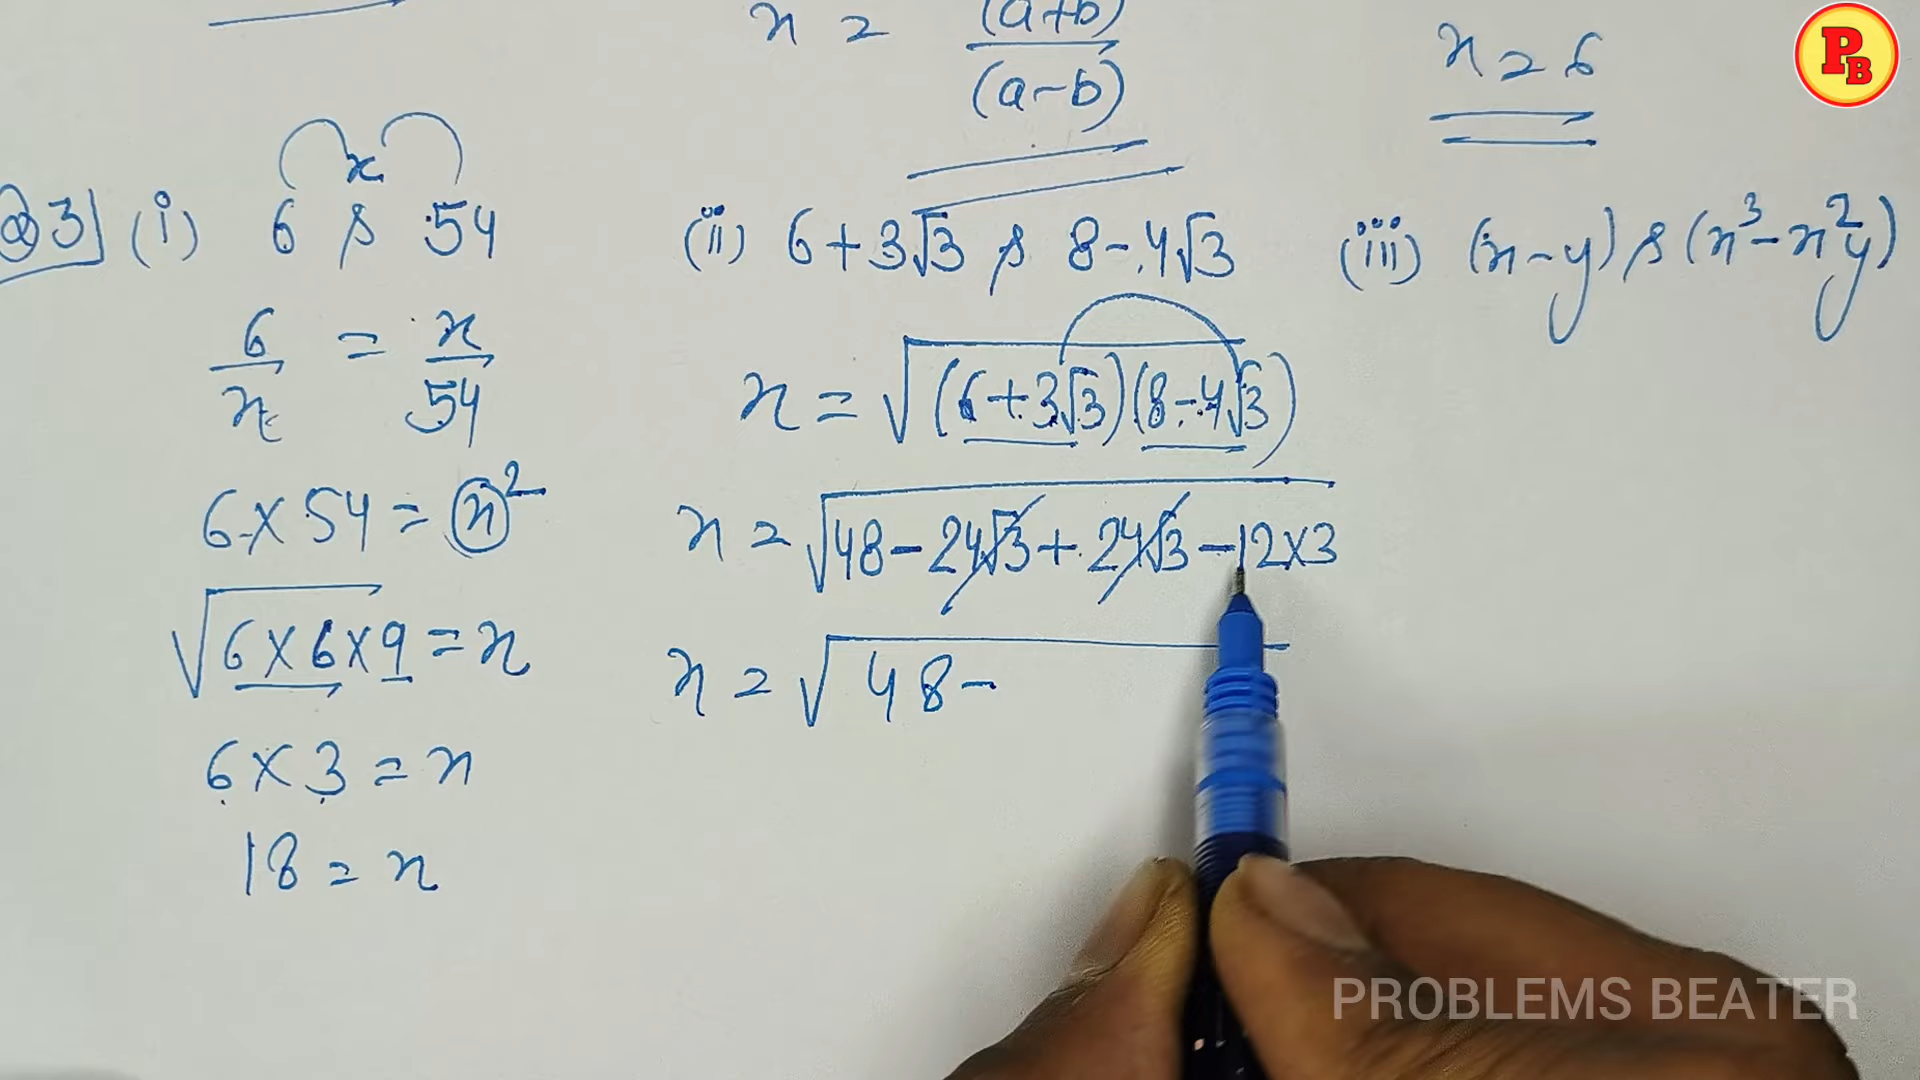 x = (a+b)/(a-b)
x = 6
PB
Q3] (i) 6 & 54
x
6/x = x/54
6×54 = x²
√6×6×9 = x
6×3 = x
18 = x
(ii) 6+3√3 & 8-4√3
x = √(6+3√3)(8-4√3)
x = √48-24√3+24√3-12×3
x = √48-
(iii) (x-y) & (x³-x²y)
PROBLEMS BEATER